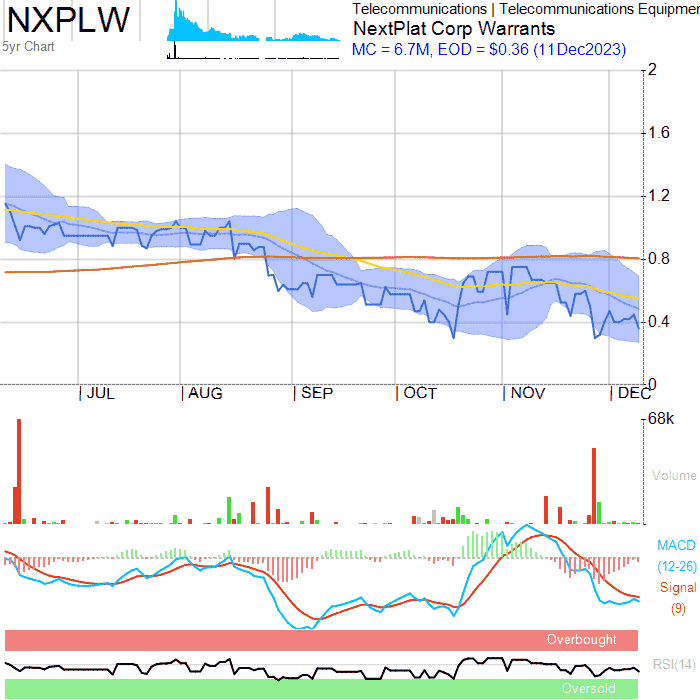 NXPLW
5yr Chart
Telecommunications | Telecommunications Equipmen
NextPlat Corp Warrants
MC = 6.7M, EOD = $0.36 (11Dec2023)
2
1.6
1.2
0.8
0.4
0
JUL
AUG
SEP
OCT
NOV
DEC
68k
Volume
MACD
(12-26)
Signal
(9)
Overbought
RSI(14)
Oversold